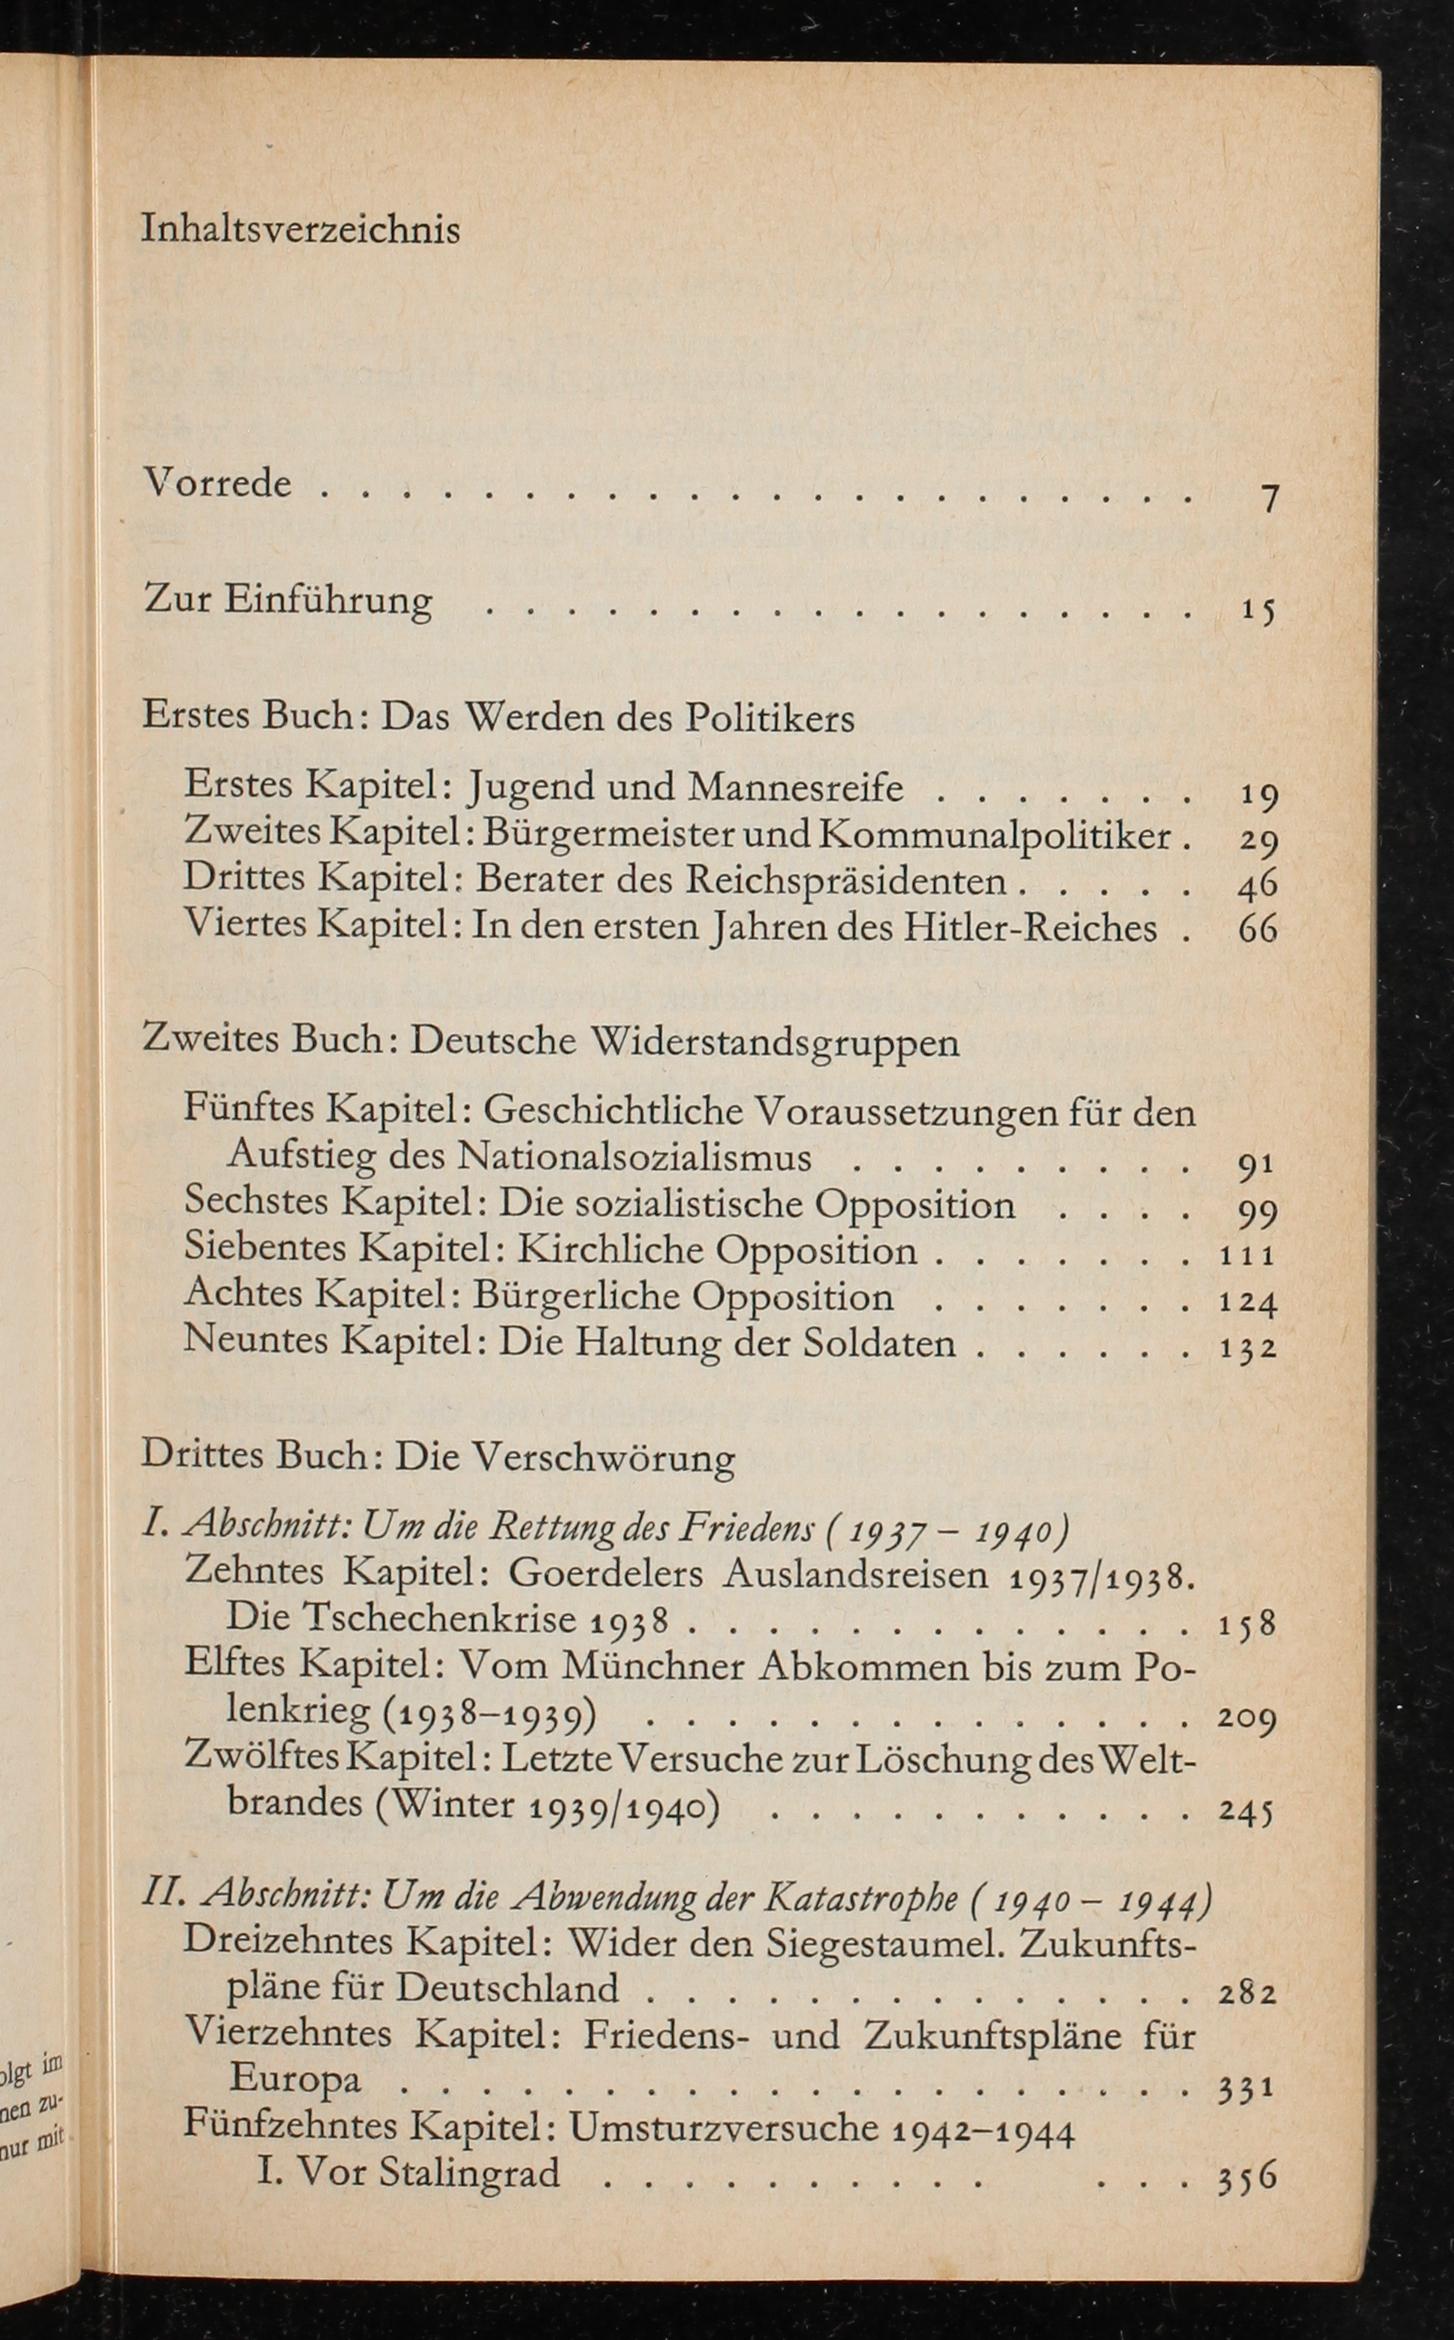 Inhaltsverzeichnis
Vorrede . . . . . . . . . . . . . . . . . . . . . . 7
Zur Einführung . . . . . . . . . . . . . . . . . . 15
Erstes Buch: Das Werden des Politikers
Erstes Kapitel: Jugend und Mannesreife . . . . . . . 19
Zweites Kapitel: Bürgermeister und Kommunalpolitiker . 29
Drittes Kapitel: Berater des Reichspräsidenten . . . . . 46
Viertes Kapitel: In den ersten Jahren des Hitler-Reiches . 66
Zweites Buch: Deutsche Widerstandsgruppen
Fünftes Kapitel: Geschichtliche Voraussetzungen für den
Aufstieg des Nationalsozialismus . . . . . . . . . 91
Sechstes Kapitel: Die sozialistische Opposition . . . . 99
Siebentes Kapitel: Kirchliche Opposition . . . . . . . 111
Achtes Kapitel: Bürgerliche Opposition . . . . . . . 124
Neuntes Kapitel: Die Haltung der Soldaten . . . . . . 132
Drittes Buch: Die Verschwörung
I. Abschnitt: Um die Rettung des Friedens (1937 – 1940)
Zehntes Kapitel: Goerdelers Auslandsreisen 1937/1938.
Die Tschechenkrise 1938 . . . . . . . . . . . . . 158
Elftes Kapitel: Vom Münchner Abkommen bis zum Po-
lenkrieg (1938–1939) . . . . . . . . . . . . . . 209
Zwölftes Kapitel: Letzte Versuche zur Löschung des Welt-
brandes (Winter 1939/1940) . . . . . . . . . . . 245
II. Abschnitt: Um die Abwendung der Katastrophe (1940 – 1944)
Dreizehntes Kapitel: Wider den Siegestaumel. Zukunfts-
pläne für Deutschland . . . . . . . . . . . . . . 282
Vierzehntes Kapitel: Friedens- und Zukunftspläne für
Europa . . . . . . . . . . . . . . . . . . . . 331
Fünfzehntes Kapitel: Umsturzversuche 1942–1944
I. Vor Stalingrad . . . . . . . . . . . . . 356
im
zu-
nur mit